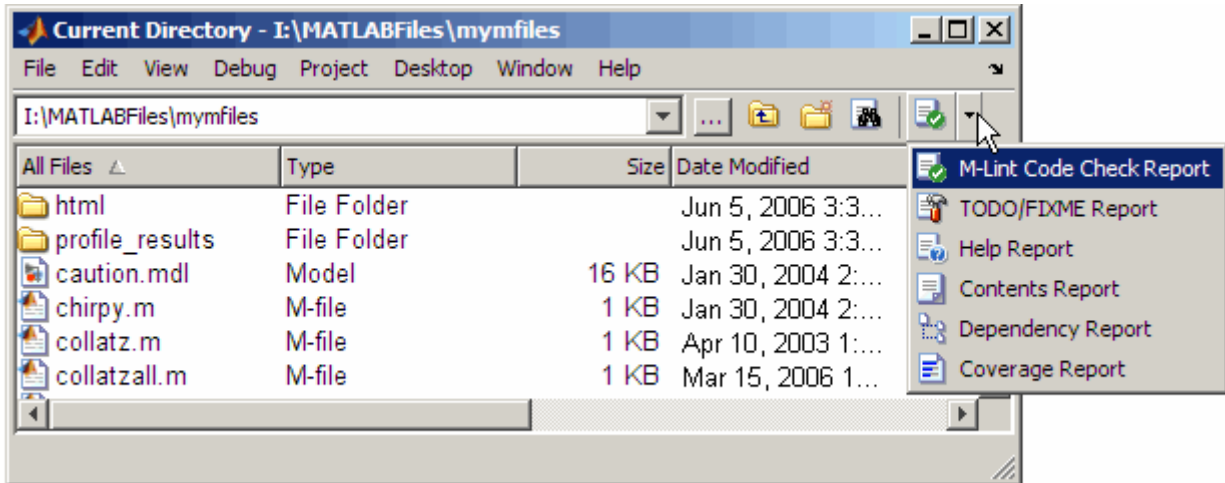 Current Directory - I:\MATLABFiles\mymfiles
File Edit View Debug Project Desktop Window Help
I:\MATLABFiles\mymfiles ...
All Files Type Size Date Modified
html File Folder Jun 5, 2006 3:3...
profile_results File Folder Jun 5, 2006 3:3...
caution.mdl Model 16 KB Jan 30, 2004 2:...
chirpy.m M-file 1 KB Jan 30, 2004 2:...
collatz.m M-file 1 KB Apr 10, 2003 1:...
collatzall.m M-file 1 KB Mar 15, 2006 1...
M-Lint Code Check Report
TODO/FIXME Report
Help Report
Contents Report
Dependency Report
Coverage Report